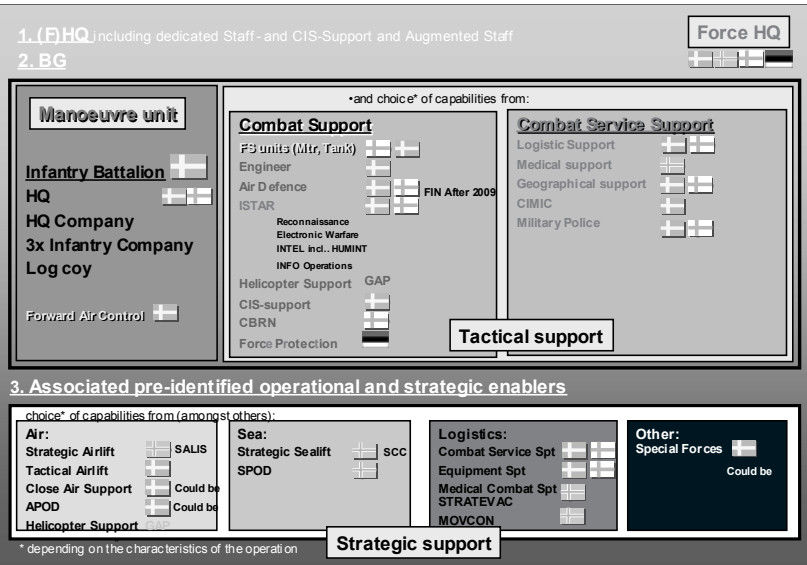 1. (F)HQ including dedicated Staff- and CIS-Support and Augmented Staff
Force HQ
2. BG
Manoeuvre unit
Infantry Battalion
HQ
HQ Company
3x Infantry Company
Log coy
Forward Air Control
•and choice* of capabilities from:
Combat Support
FS units (Mtr, Tank)
Engineer
Air Defence
FIN After 2009
ISTAR
Reconnaissance
Electronic Warfare
INTEL incl.. HUMINT
INFO Operations
Helicopter Support GAP
CIS-support
CBRN
Force Protection
Combat Service Support
Logistic Support
Medical support
Geographical support
CIMIC
Military Police
Tactical support
3. Associated pre-identified operational and strategic enablers
choice* of capabilities from (amongst others):
Air:
Strategic Airlift SALIS
Tactical Airlift
Close Air Support Could be
APOD Could be
Helicopter Support GAP
Sea:
Strategic Sealift SCC
SPOD
Logistics:
Combat Service Spt
Equipment Spt
Medical Combat Spt
STRATEVAC
MOVCON
Other:
Special Forces
Could be
Strategic support
* depending on the characteristics of the operation